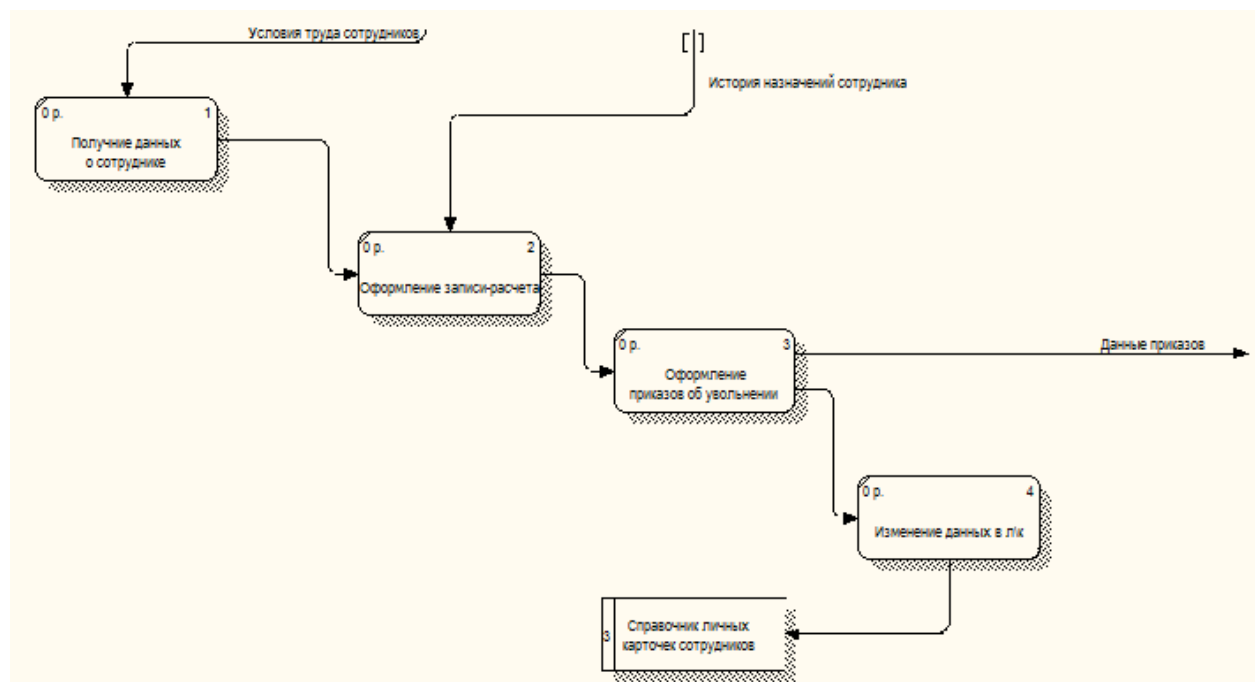 Условия труда сотрудников
[ ]
История назначений сотрудника
0 р. 1
Получние данных
о сотруднике
0 р. 2
Оформление записи-расчета
0 р. 3
Оформление
приказов об увольнении
Данные приказов
0 р. 4
Изменение данных в л\к
3
Справочник личных
карточек сотрудников